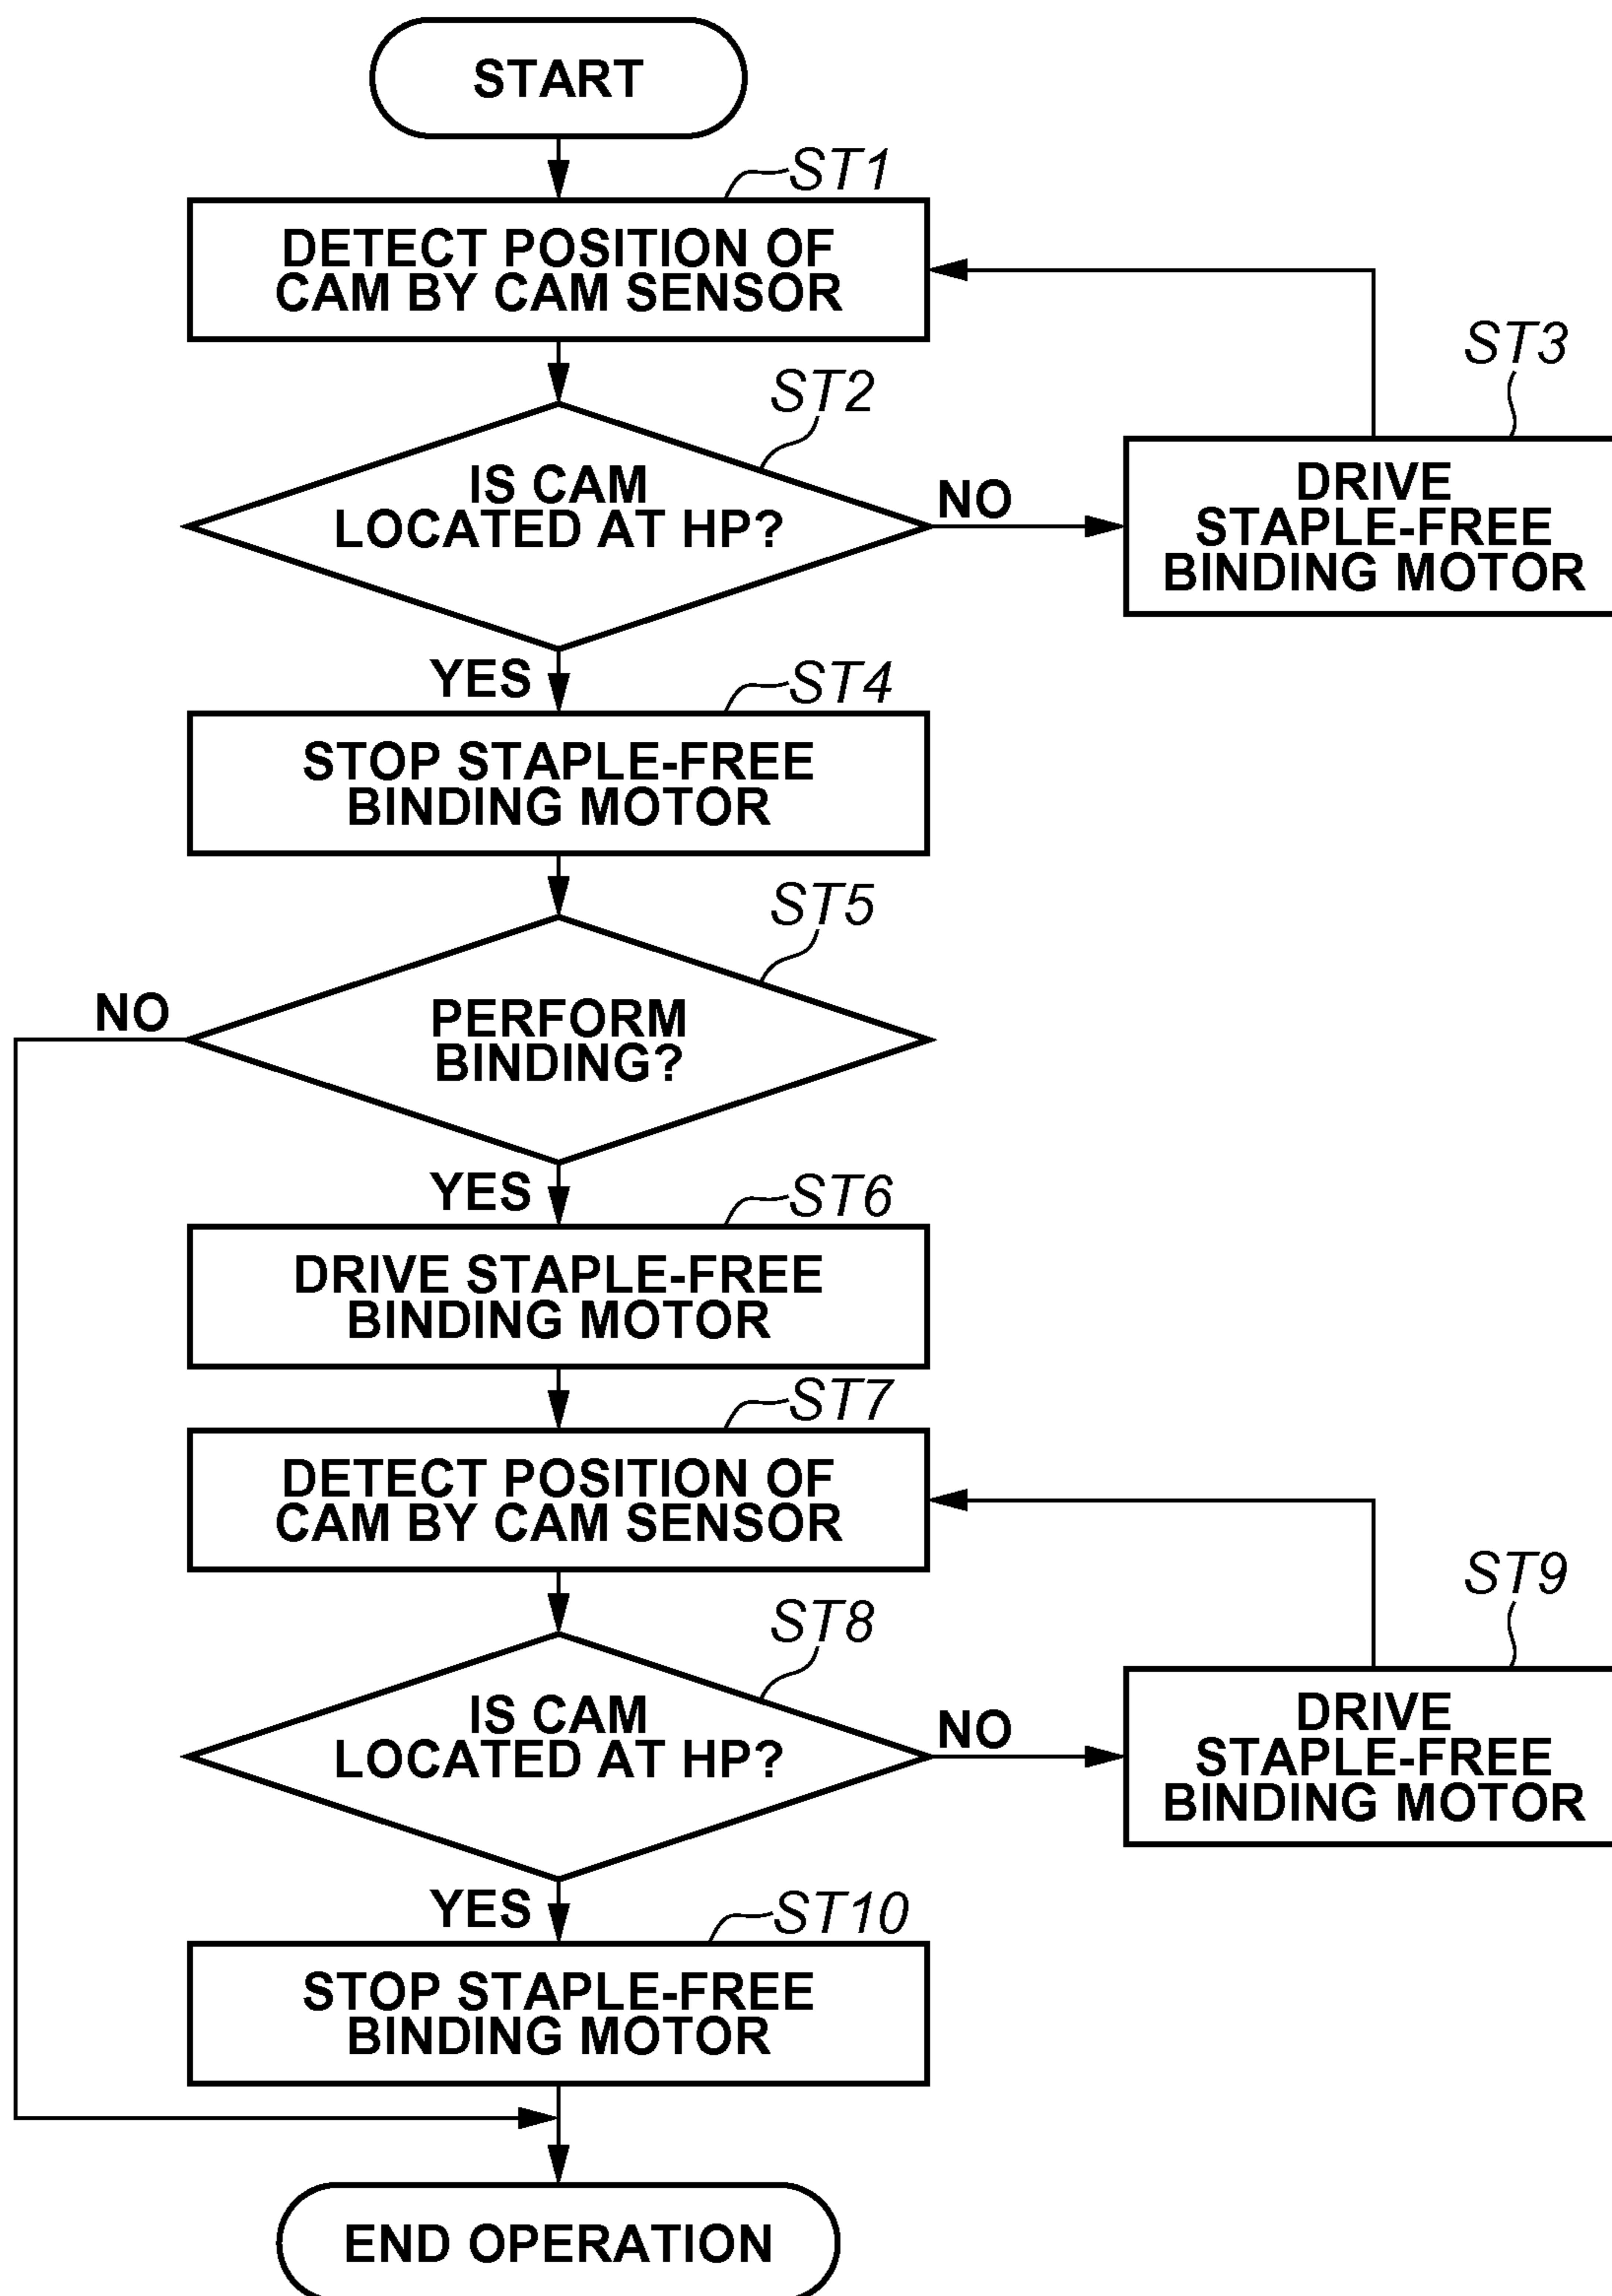 START
ST1
DETECT POSITION OF
CAM BY CAM SENSOR
ST2
IS CAM
LOCATED AT HP?
NO
ST3
DRIVE
STAPLE-FREE
BINDING MOTOR
YES
ST4
STOP STAPLE-FREE
BINDING MOTOR
ST5
NO
PERFORM
BINDING?
YES
ST6
DRIVE STAPLE-FREE
BINDING MOTOR
ST7
DETECT POSITION OF
CAM BY CAM SENSOR
ST8
IS CAM
LOCATED AT HP?
NO
ST9
DRIVE
STAPLE-FREE
BINDING MOTOR
YES
ST10
STOP STAPLE-FREE
BINDING MOTOR
END OPERATION